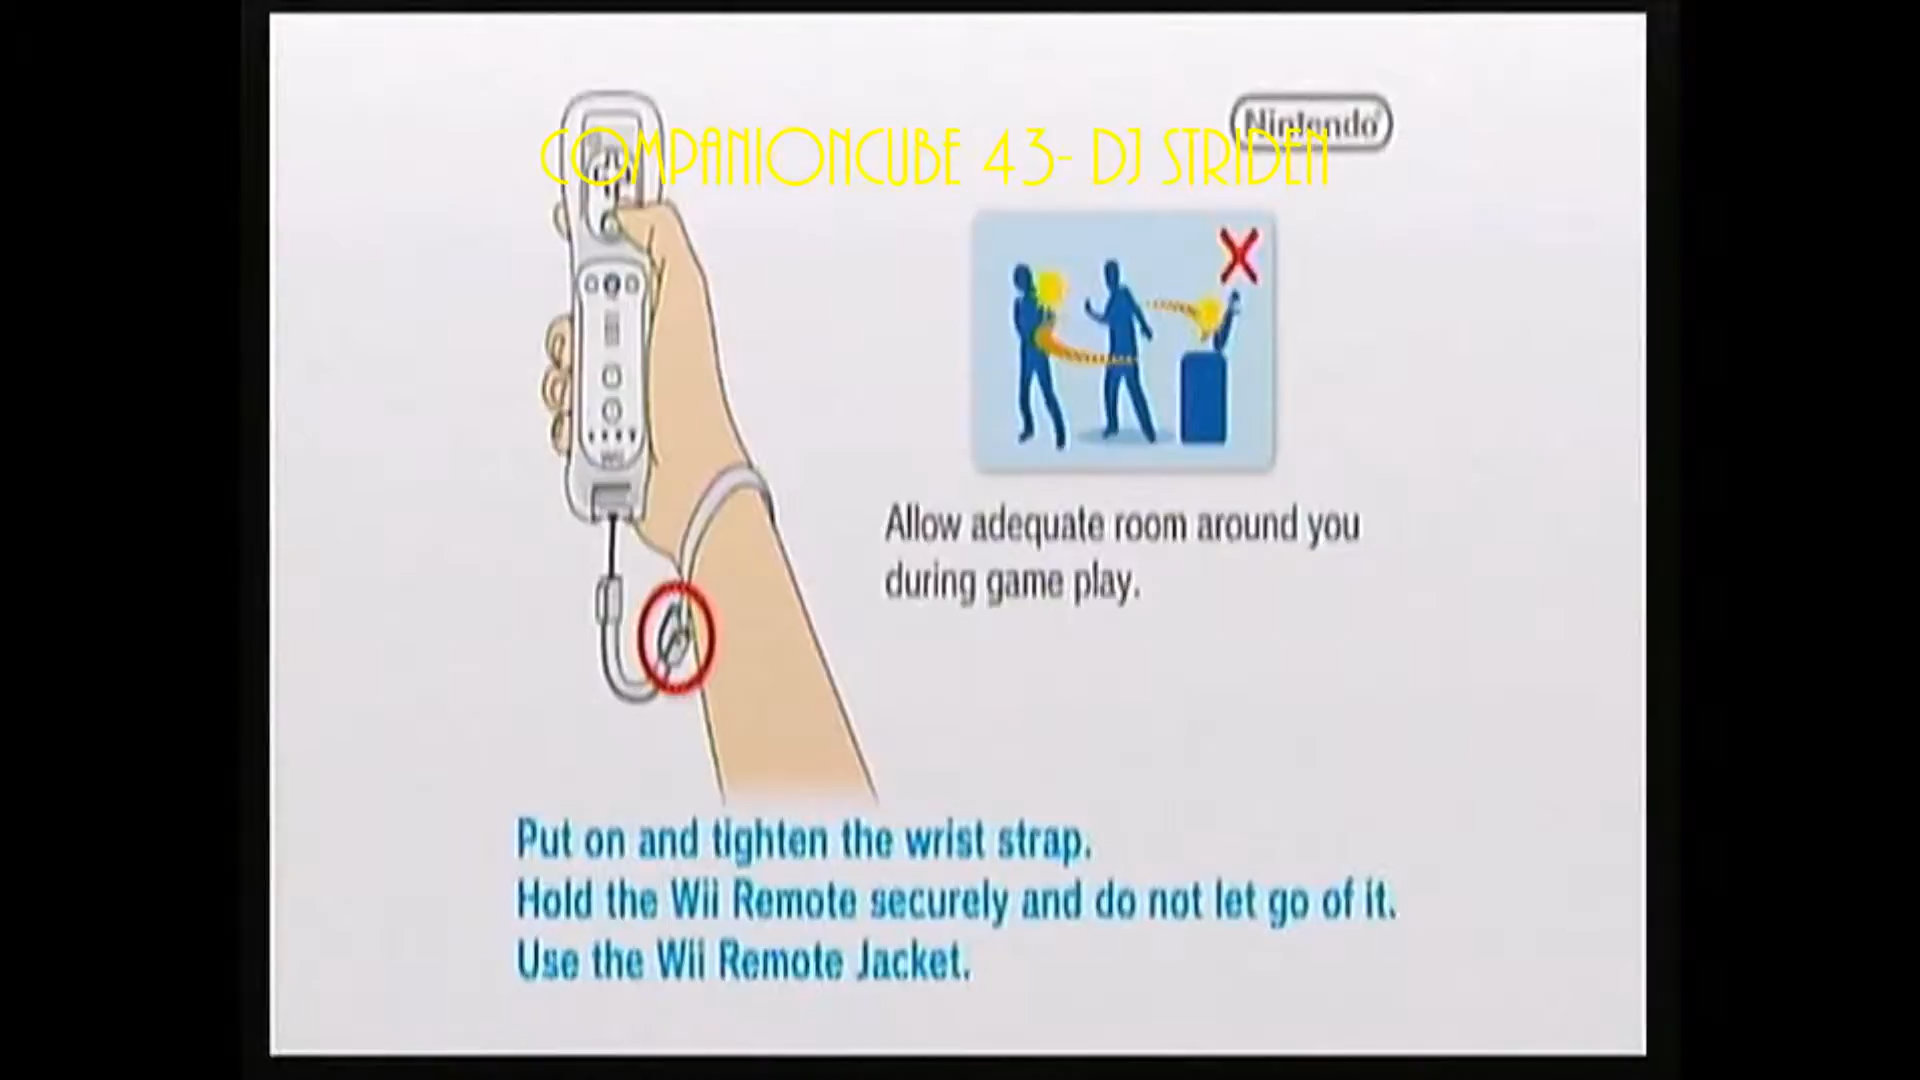 Nintendo
COMPANIONCUBE 43- DJ STRIDEN
Allow adequate room around you
during game play.
Put on and tighten the wrist strap.
Hold the Wii Remote securely and do not let go of it.
Use the Wii Remote Jacket.